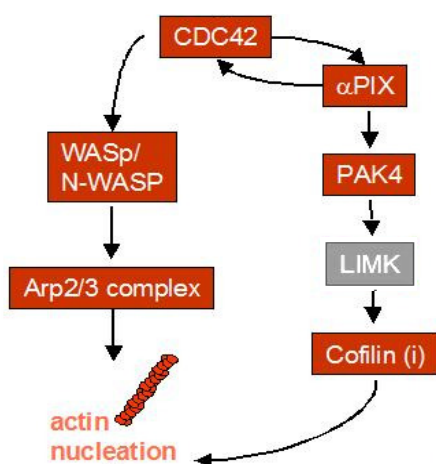 CDC42
αPIX
WASp/
N-WASP
PAK4
LIMK
Arp2/3 complex
Cofilin (i)
actin
nucleation